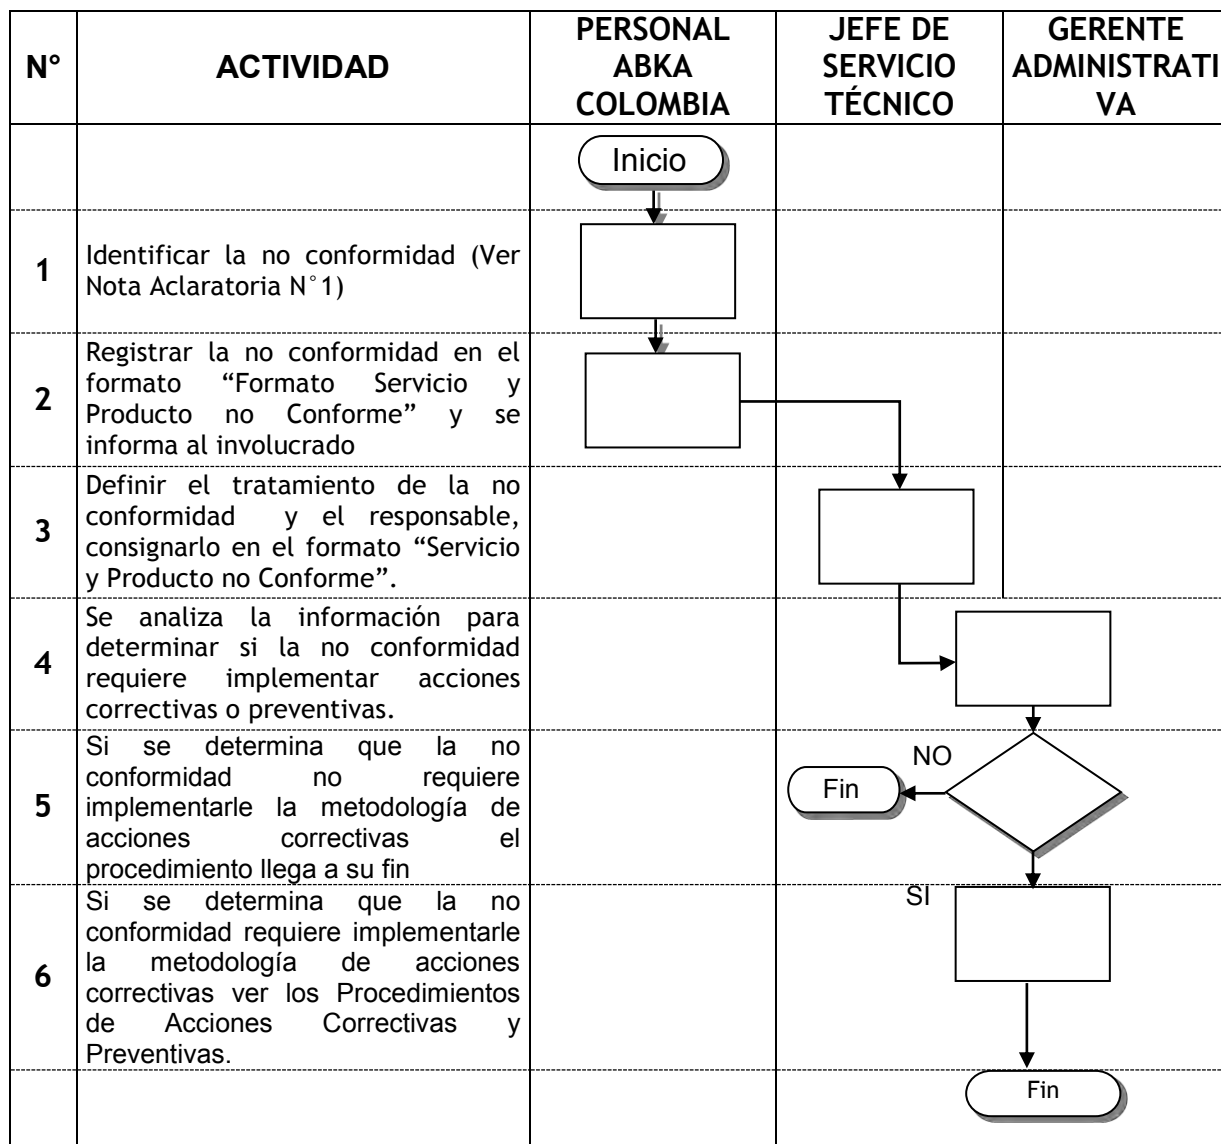 N°
ACTIVIDAD
PERSONAL
ABKA
COLOMBIA
JEFE DE
SERVICIO
TÉCNICO
GERENTE
ADMINISTRATI
VA
Inicio
1
Identificar la no conformidad (Ver
Nota Aclaratoria N°1)
2
Registrar la no conformidad en el
formato “Formato Servicio y
Producto no Conforme” y se
informa al involucrado
3
Definir el tratamiento de la no
conformidad y el responsable,
consignarlo en el formato “Servicio
y Producto no Conforme”.
4
Se analiza la información para
determinar si la no conformidad
requiere implementar acciones
correctivas o preventivas.
5
Si se determina que la no
conformidad no requiere
implementarle la metodología de
acciones correctivas el
procedimiento llega a su fin
NO
Fin
6
Si se determina que la no
conformidad requiere implementarle
la metodología de acciones
correctivas ver los Procedimientos
de Acciones Correctivas y
Preventivas.
SI
Fin